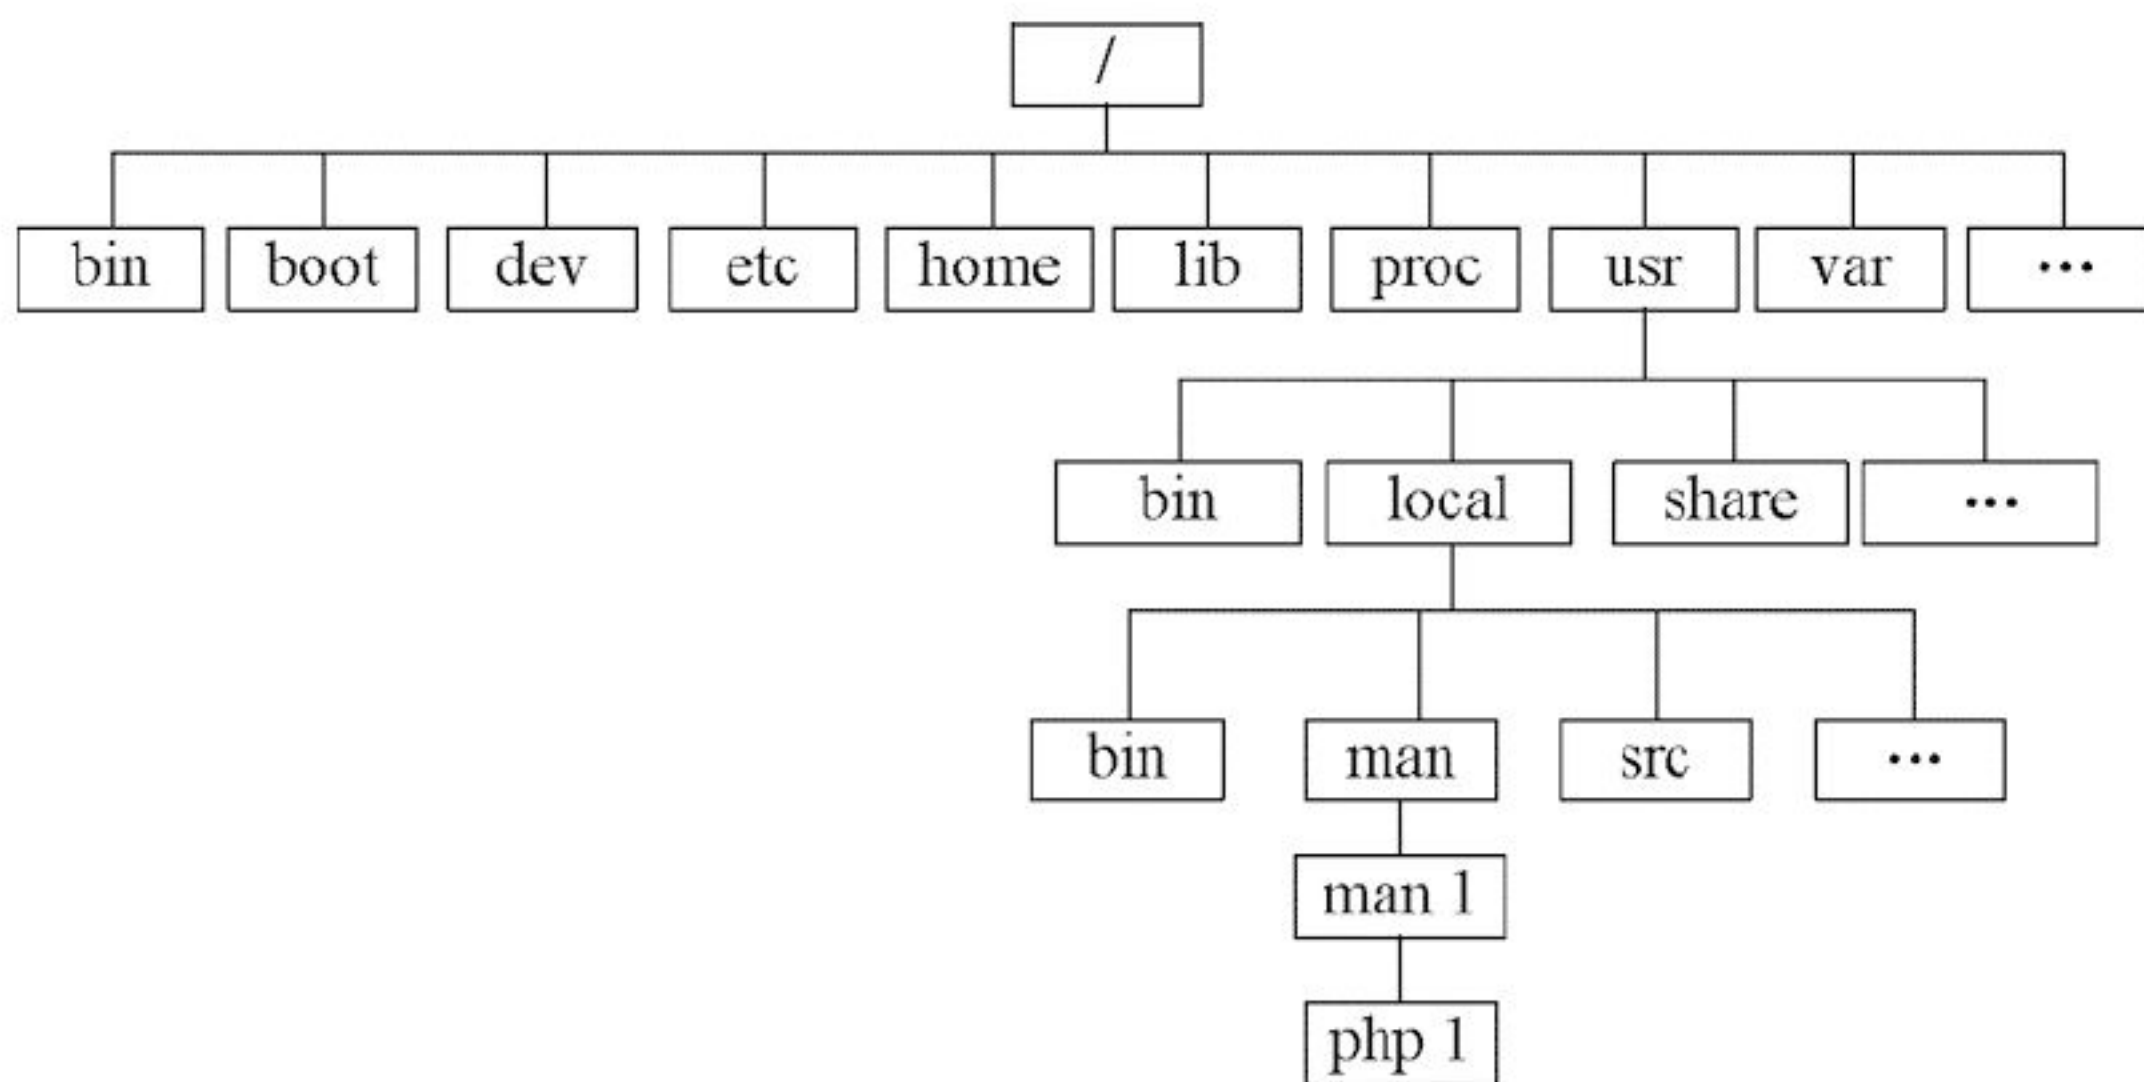 /
bin boot dev etc home lib proc usr var ...
bin local share ...
bin man src ...
man 1
php 1